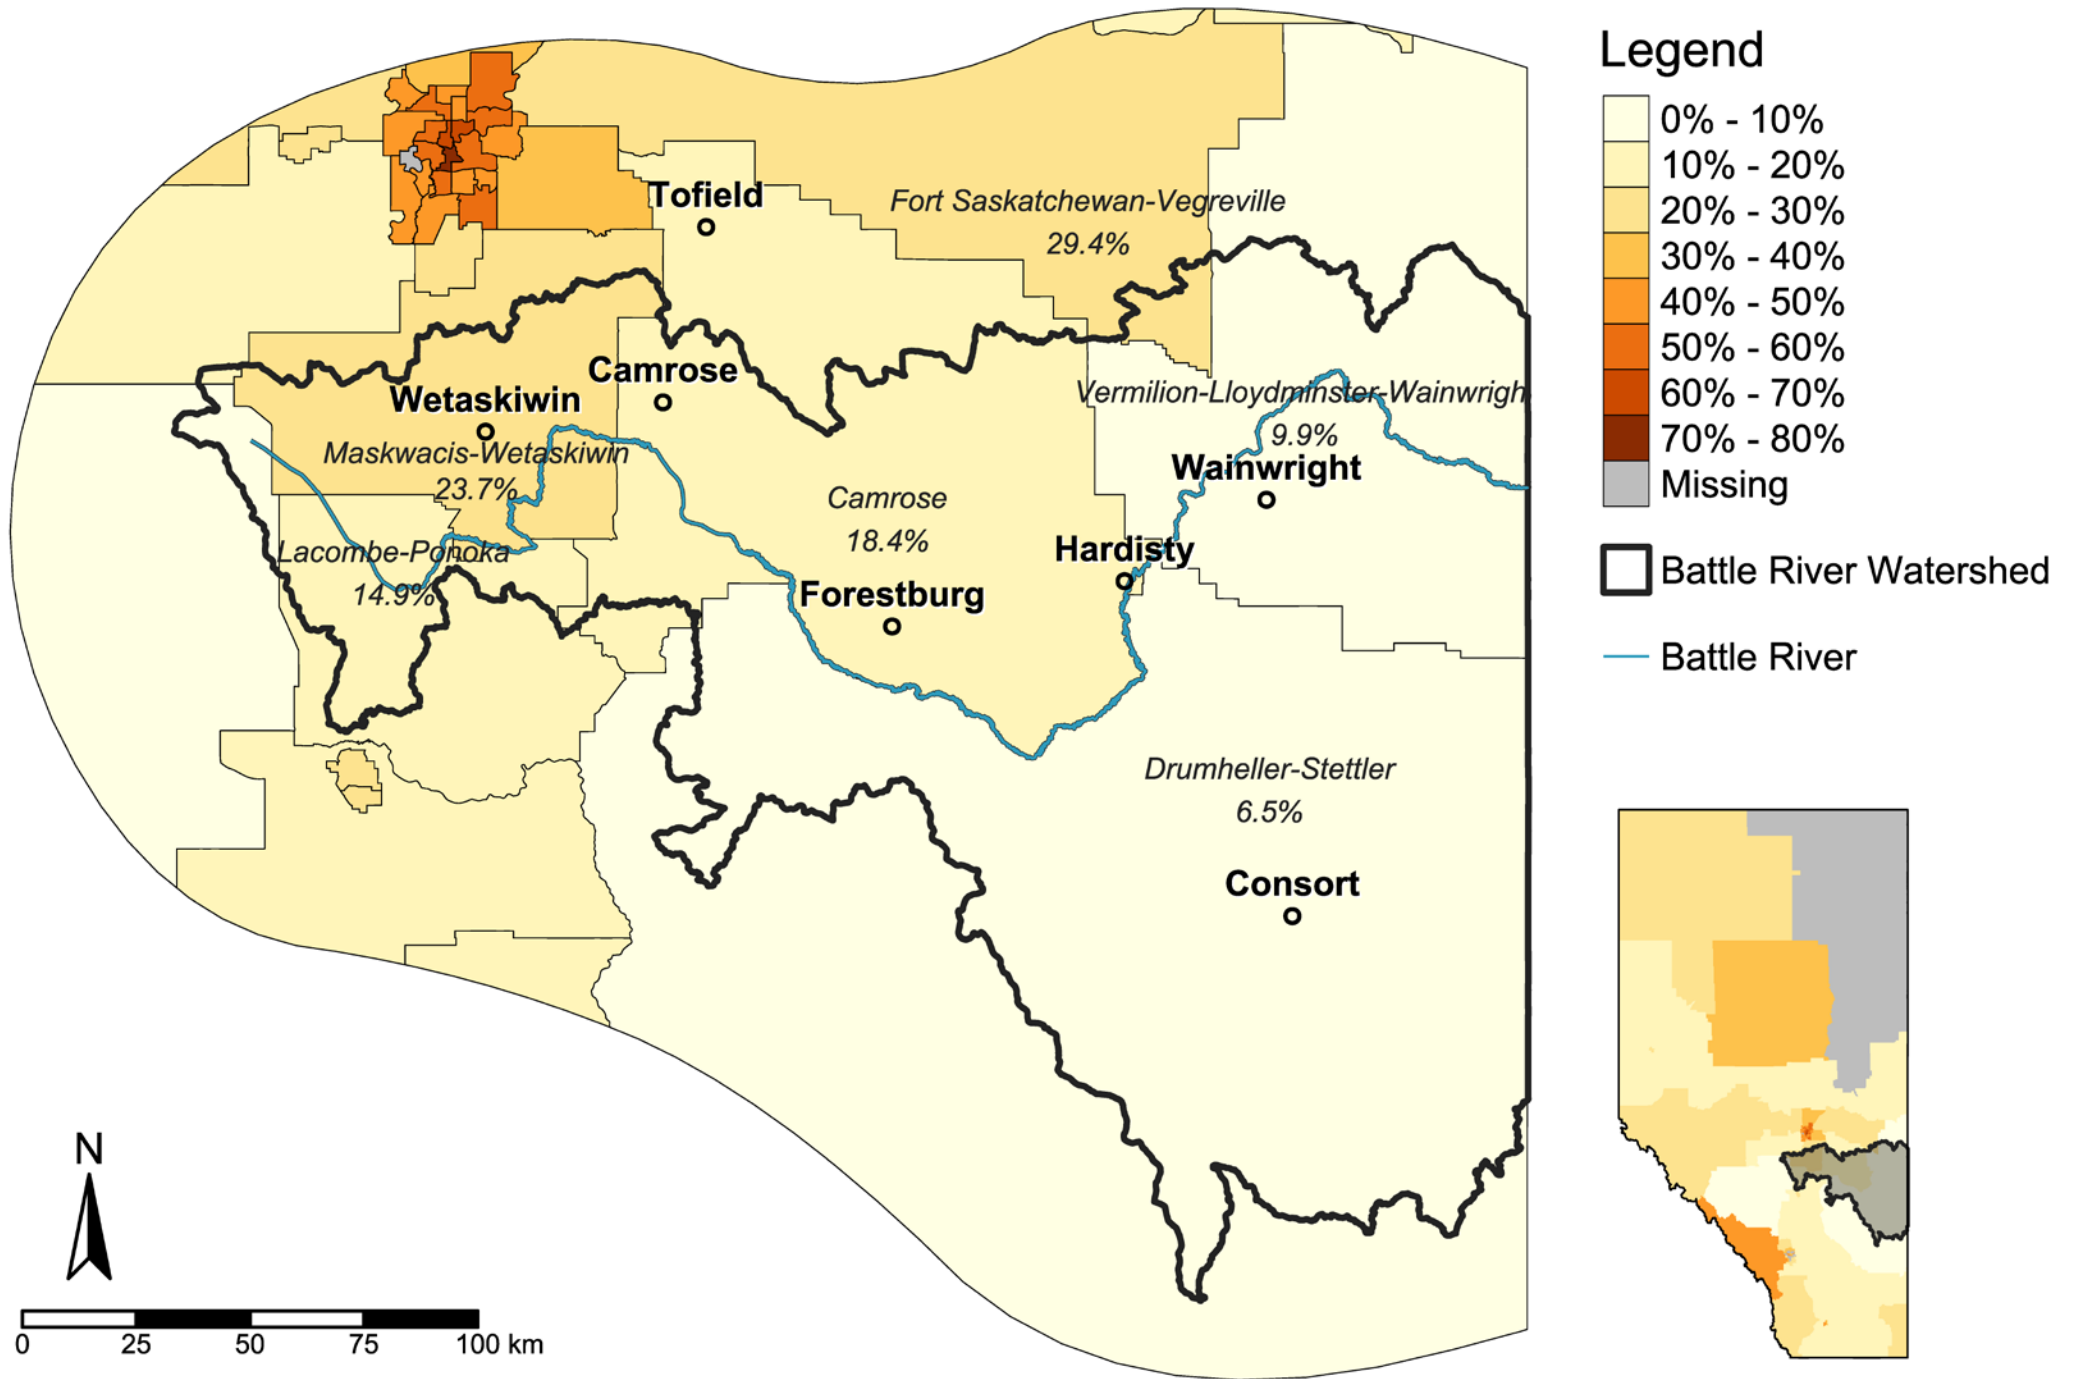 Legend
0% - 10%
10% - 20%
20% - 30%
30% - 40%
40% - 50%
50% - 60%
60% - 70%
70% - 80%
Missing
Battle River Watershed
Battle River
Tofield
Fort Saskatchewan-Vegreville
29.4%
Camrose
Wetaskiwin
Vermilion-Lloydminster-Wainwrigh
9.9%
Maskwacis-Wetaskiwin
23.7%
Wainwright
Camrose
18.4%
Lacombe-Ponoka
14.9%
Hardisty
Forestburg
Drumheller-Stettler
6.5%
Consort
N
0 25 50 75 100 km